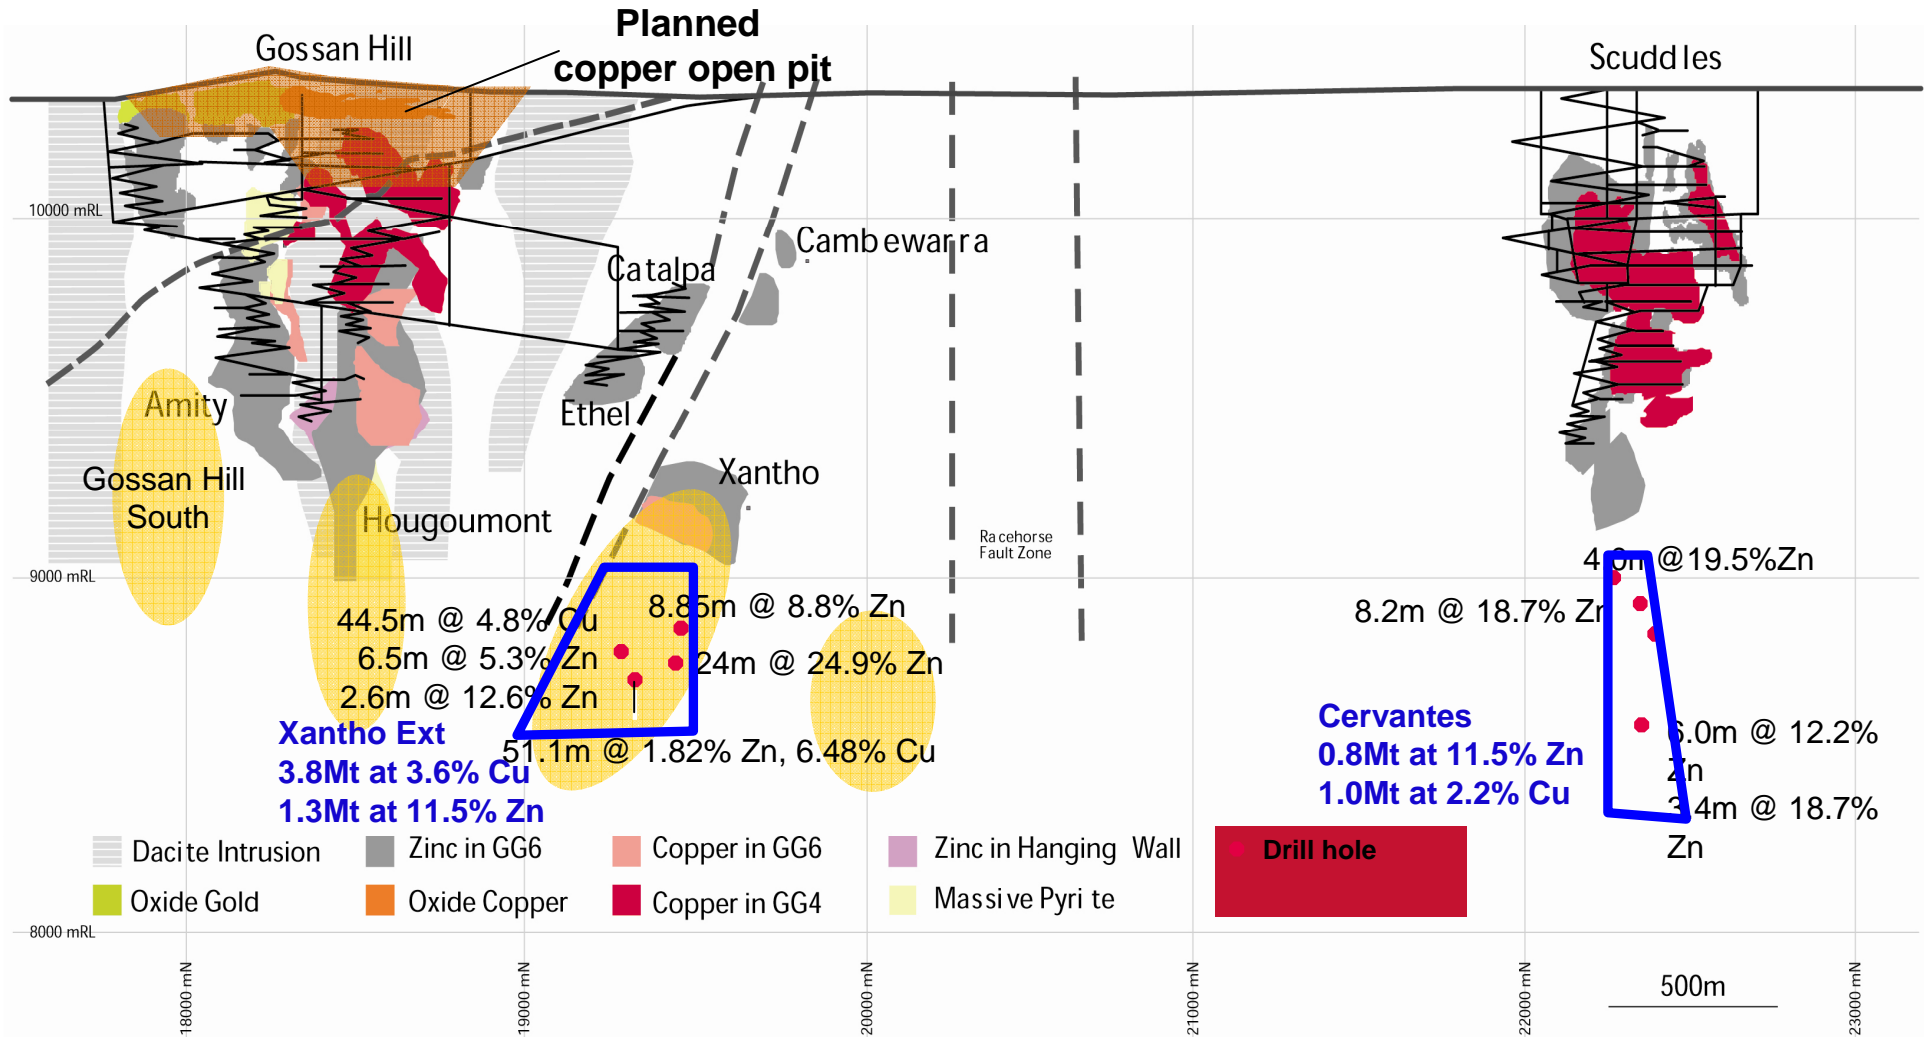 Planned
copper open pit
Gossan Hill
Scuddles
10000 mRL
Cambewarra
Catalpa
Amity
Ethel
Gossan Hill
South
Xantho
Hougoumont
Racehorse
Fault Zone
9000 mRL
4.0m @19.5%Zn
44.5m @ 4.8% Cu
8.85m @ 8.8% Zn
8.2m @ 18.7% Zn
6.5m @ 5.3% Zn
24m @ 24.9% Zn
2.6m @ 12.6% Zn
Xantho Ext
3.8Mt at 3.6% Cu
1.3Mt at 11.5% Zn
51.1m @ 1.82% Zn, 6.48% Cu
Cervantes
0.8Mt at 11.5% Zn
1.0Mt at 2.2% Cu
6.0m @ 12.2%
Zn
3.4m @ 18.7%
Zn
Dacite Intrusion
Zinc in GG6
Copper in GG6
Zinc in Hanging Wall
Drill hole
Oxide Gold
Oxide Copper
Copper in GG4
Massive Pyrite
8000 mRL
18000 mN
19000 mN
20000 mN
21000 mN
22000 mN
23000 mN
500m